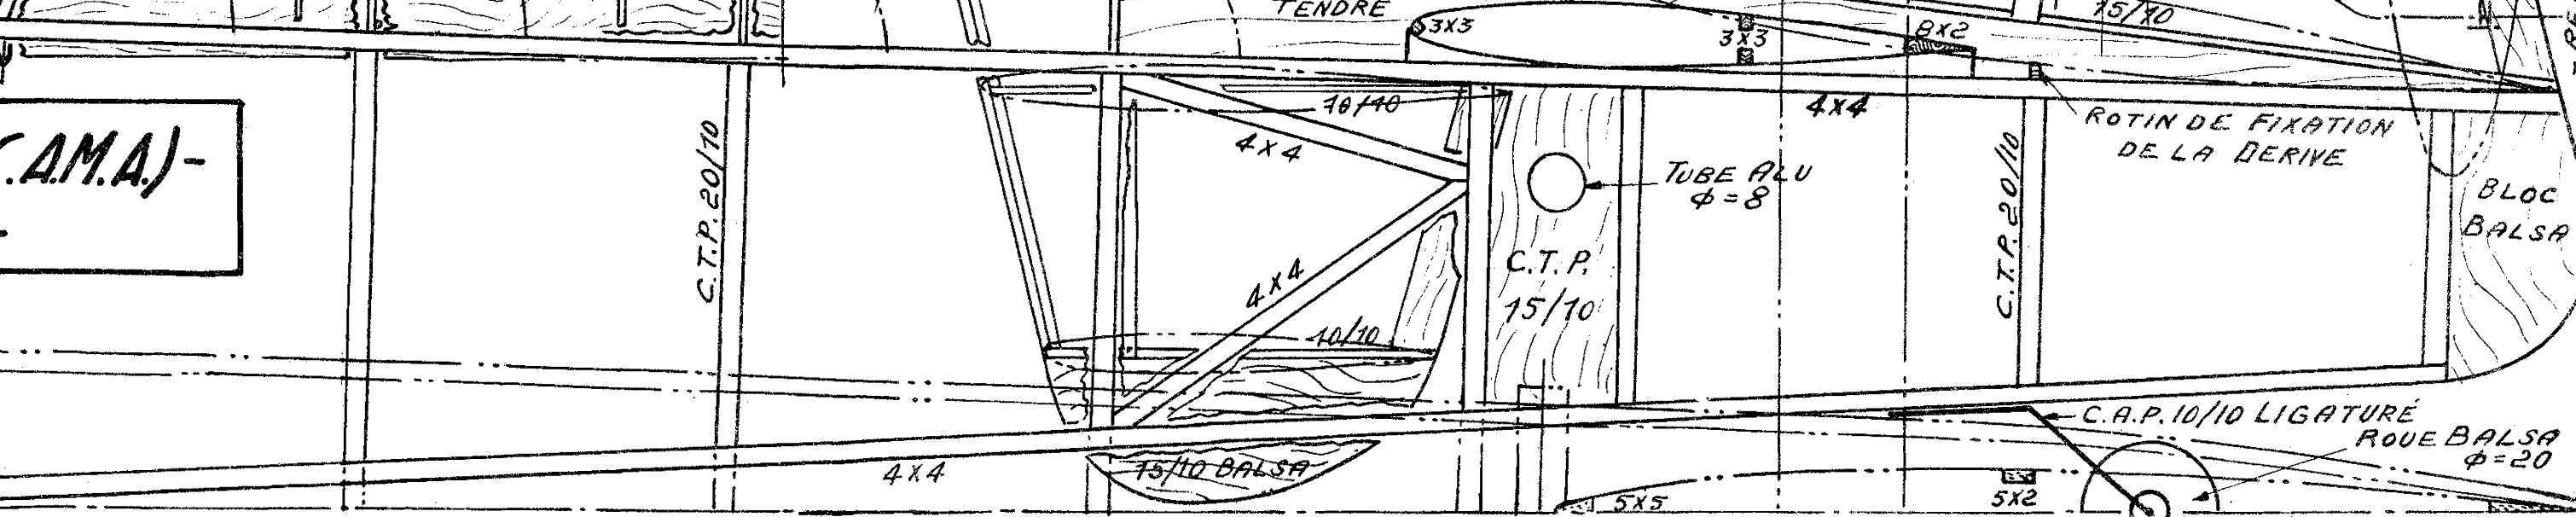 TENDRE
3X3
3X3
8X2
15/10
.A.M.A.)-
C.T.P. 20/10
10/10
4X4
4X4
ROTIN DE FIXATION
DE LA DERIVE
TUBE ALU
φ=8
C.T.P. 20/10
BLOC
BALSA
C.T.P.
15/10
4X4
10/10
C.A.P. 10/10 LIGATURÉ
ROUE BALSA
φ=20
4X4
15/10 BALSA
5X5
5X2